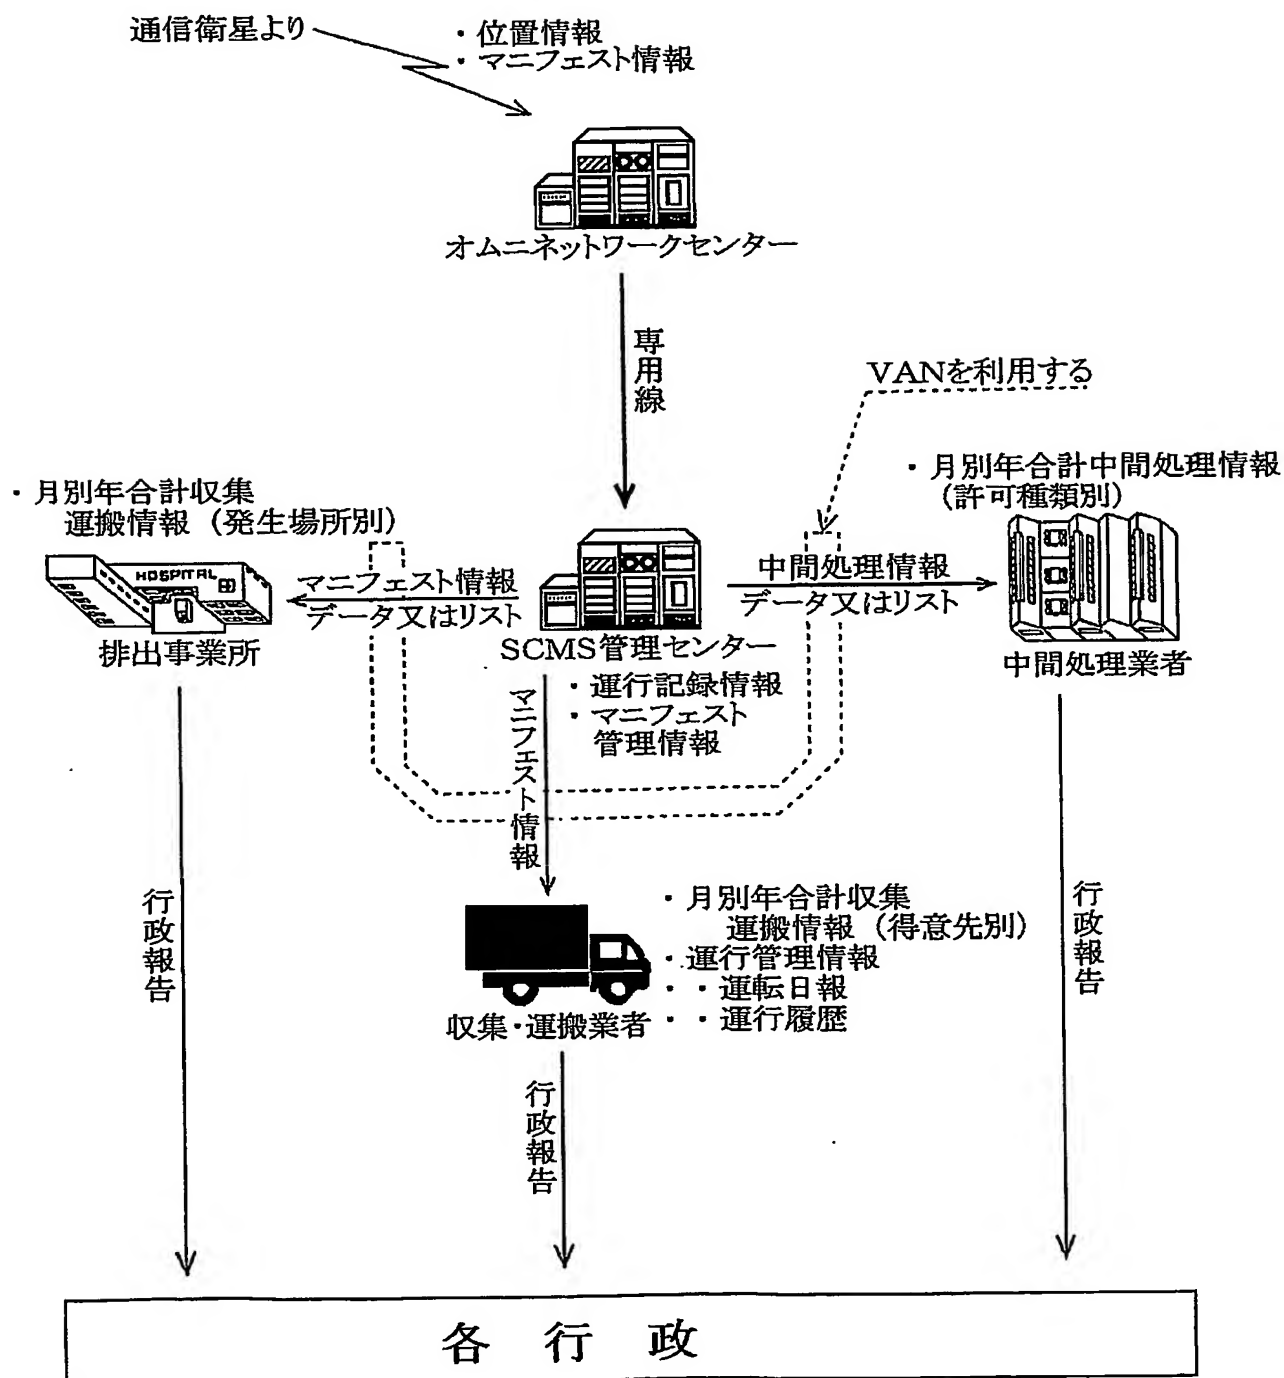 通信衛星より
・位置情報
・マニフェスト情報
オムニネットワークセンター
専用線
VANを利用する
・月別年合計収集
運搬情報（発生場所別）
・月別年合計中間処理情報
（許可種類別）
HOSPITAL
マニフェスト情報
データ又はリスト
中間処理情報
データ又はリスト
排出事業所
SCMS管理センター
中間処理業者
・運行記録情報
・マニフェスト
管理情報
マニフェスト情報
・月別年合計収集
運搬情報（得意先別）
・運行管理情報
・・運転日報
・・運行履歴
収集・運搬業者
行政報告
行政報告
行政報告
各行政